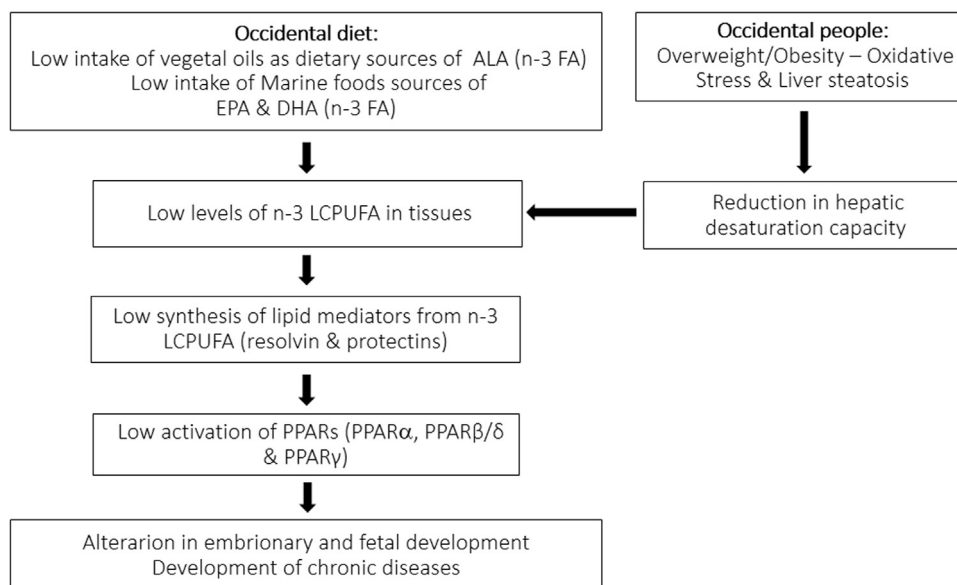 Occidental diet:
Low intake of vegetal oils as dietary sources of ALA (n-3 FA)
Low intake of Marine foods sources of
EPA & DHA (n-3 FA)
Occidental people:
Overweight/Obesity – Oxidative
Stress & Liver steatosis
Low levels of n-3 LCPUFA in tissues
Reduction in hepatic
desaturation capacity
Low synthesis of lipid mediators from n-3
LCPUFA (resolvin & protectins)
Low activation of PPARs (PPARα, PPARβ/δ
& PPARγ)
Alterarion in embrionary and fetal development
Development of chronic diseases